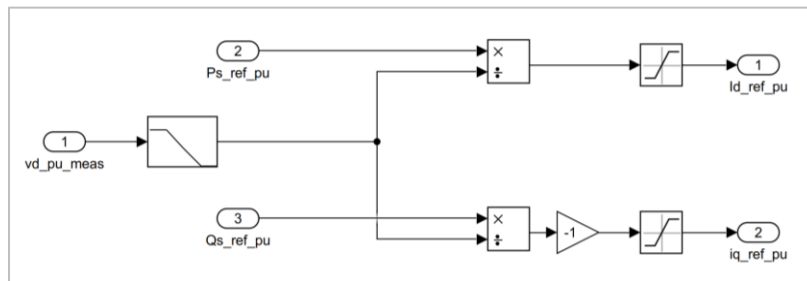 2
Ps_ref_pu
×
÷
1
Id_ref_pu
1
vd_pu_meas
3
Qs_ref_pu
×
÷
-1
2
iq_ref_pu